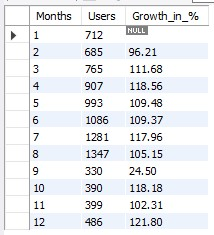 Months Users Growth_in_%
1 712 NULL
2 685 96.21
3 765 111.68
4 907 118.56
5 993 109.48
6 1086 109.37
7 1281 117.96
8 1347 105.15
9 330 24.50
10 390 118.18
11 399 102.31
12 486 121.80